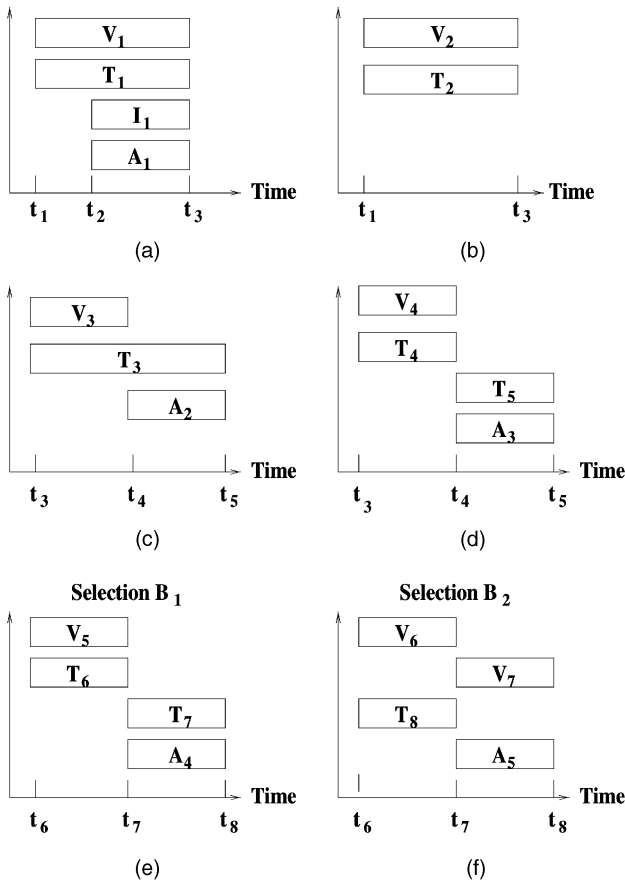 V1 V2
T1 T2
I1
A1
Time Time
t1 t2 t3 t1 t3
(a) (b)
V3 V4
T3 T4
A2 T5
A3
Time Time
t3 t4 t5 t3 t4 t5
(c) (d)
Selection B1 Selection B2
V5 V6
T6 V7
T7 T8
A4 A5
Time Time
t6 t7 t8 t6 t7 t8
(e) (f)